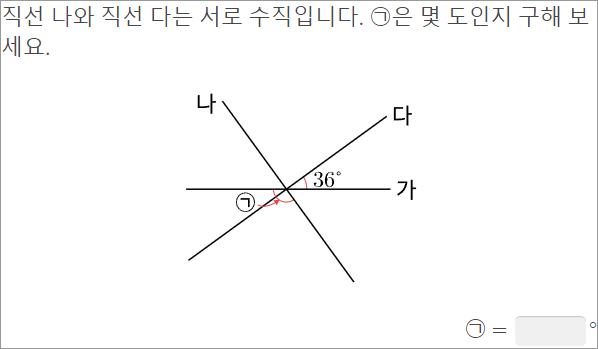 직선 나와 직선 다는 서로 수직입니다. ㉠은 몇 도인지 구해 보
세요.
나
다
36°
가
㉠
㉠ = °